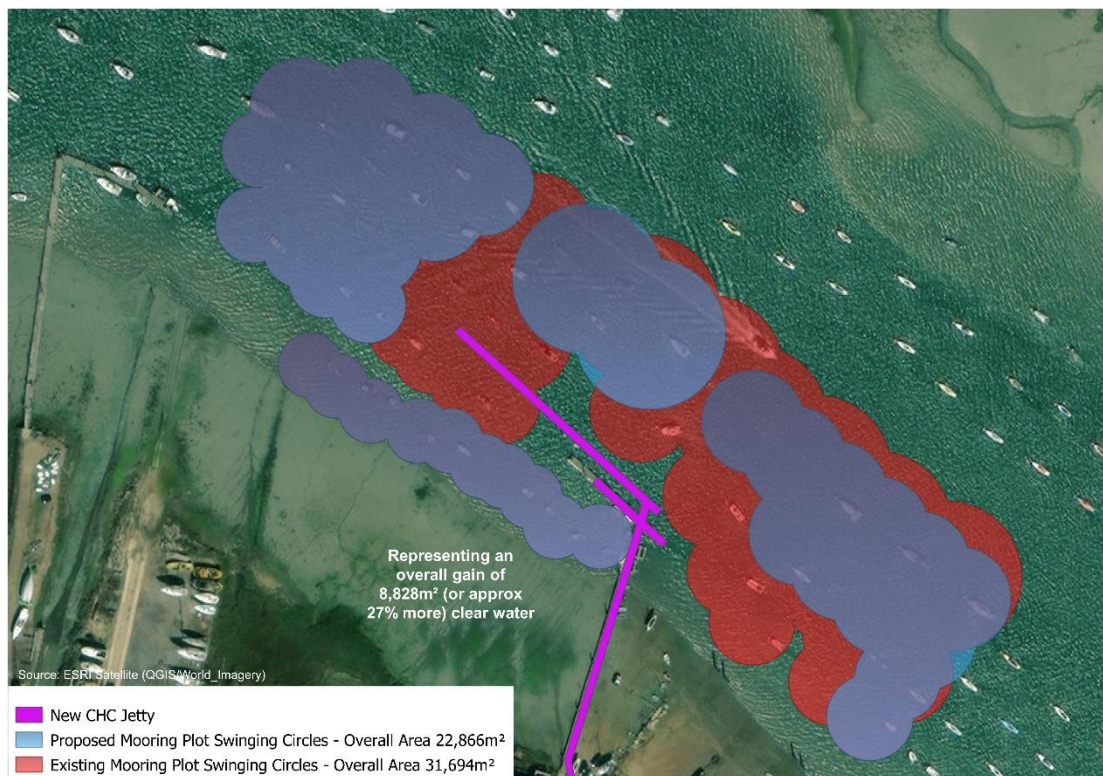 Representing an
overall gain of
8,828m² (or approx
27% more) clear water
Source: ESRI Satellite (QGIS/World_Imagery)
New CHC Jetty
Proposed Mooring Plot Swinging Circles - Overall Area 22,866m²
Existing Mooring Plot Swinging Circles - Overall Area 31,694m²